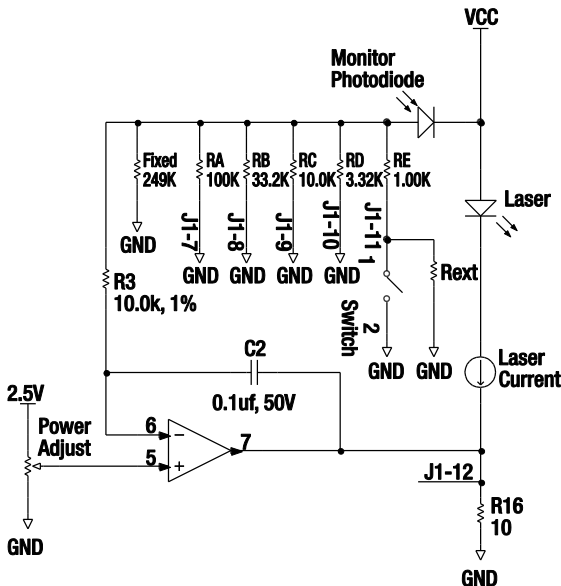 VCC
Monitor
Photodiode
Fixed
249K
RA
100K
RB
33.2K
RC
10.0K
RD
3.32K
RE
1.00K
Laser
J1-7
J1-8
J1-9
J1-10
J1-11
1
GND
GND
GND
GND
GND
Rext
R3
10.0k, 1%
2
Switch
GND
GND
C2
0.1uf, 50V
Laser
Current
2.5V
Power
Adjust
6
5
7
J1-12
R16
10
GND
GND